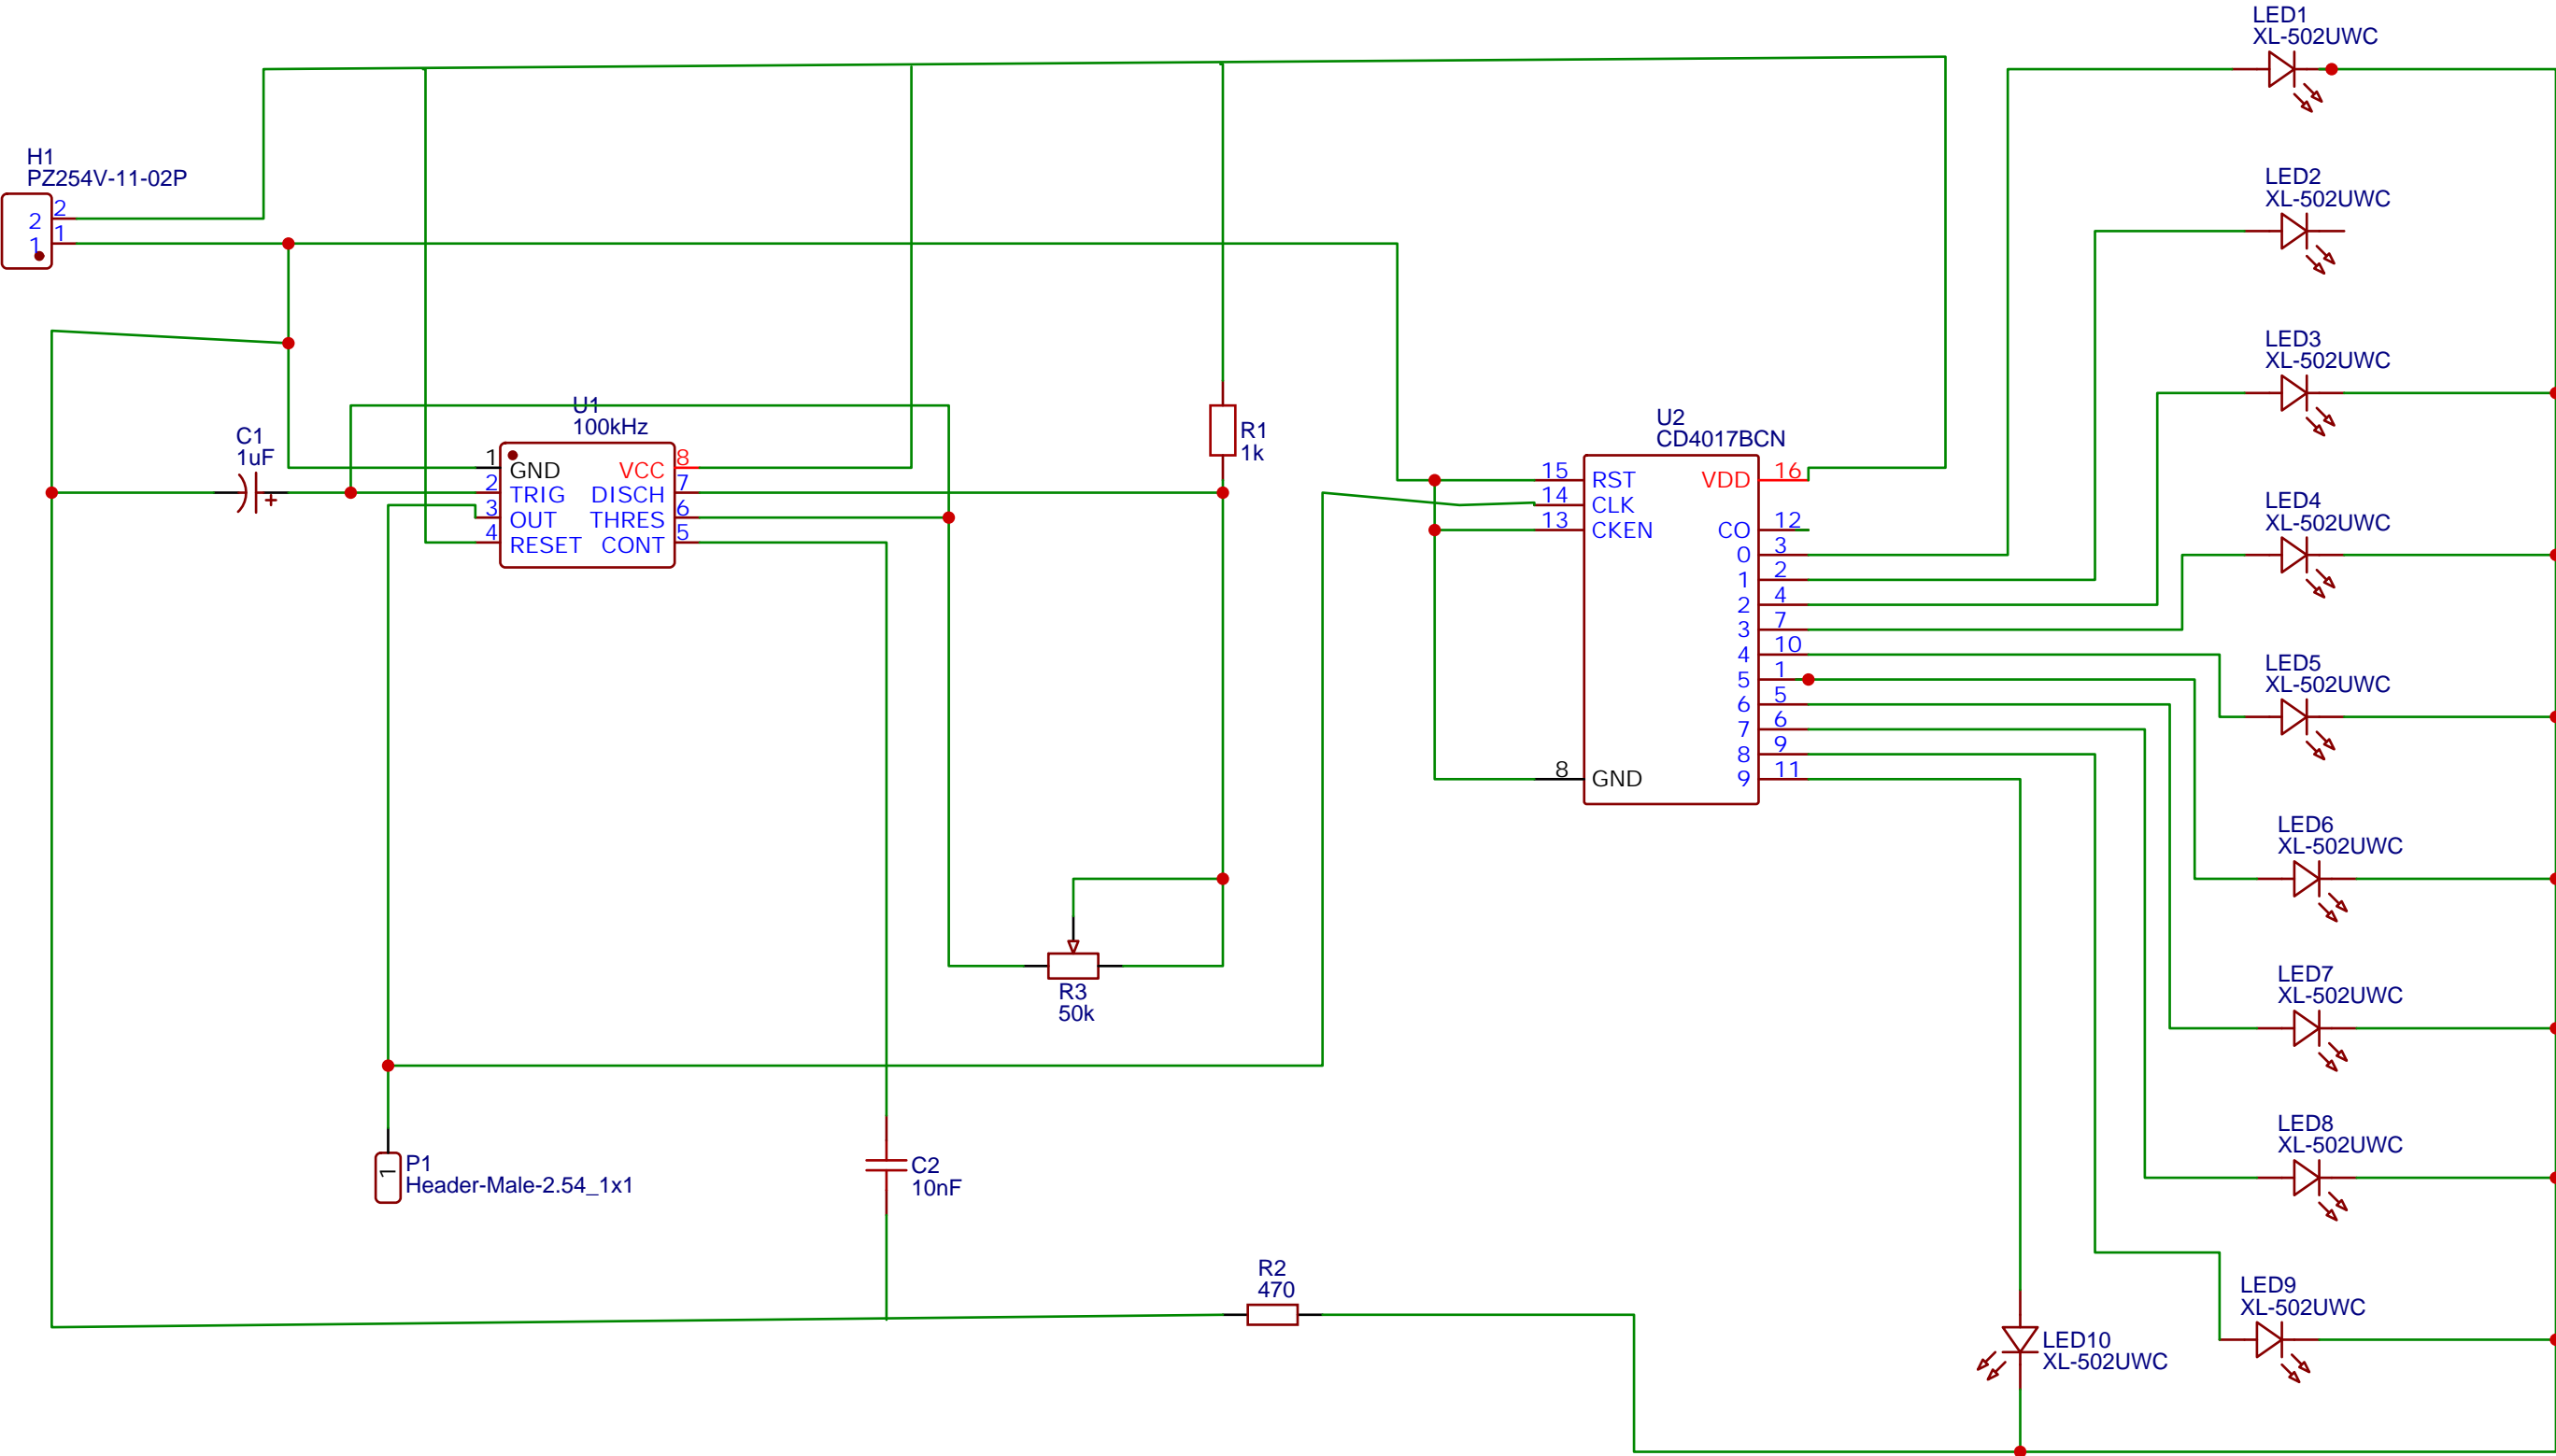 LED1
XL-502UWC
H1
PZ254V-11-02P
2
2
1
1
LED2
XL-502UWC
LED3
XL-502UWC
U1
100kHz
C1
1uF
+
1
GND
VCC
8
2
TRIG
DISCH
7
3
OUT
THRES
6
4
RESET
CONT
5
R1
1k
U2
CD4017BCN
15
RST
VDD
16
14
CLK
13
CKEN
CO
12
0
3
1
2
2
4
3
7
4
10
5
1
6
5
7
6
8
9
8
GND
9
11
LED4
XL-502UWC
LED5
XL-502UWC
LED6
XL-502UWC
R3
50k
LED7
XL-502UWC
LED8
XL-502UWC
1
P1
Header-Male-2.54_1x1
C2
10nF
R2
470
LED9
XL-502UWC
LED10
XL-502UWC